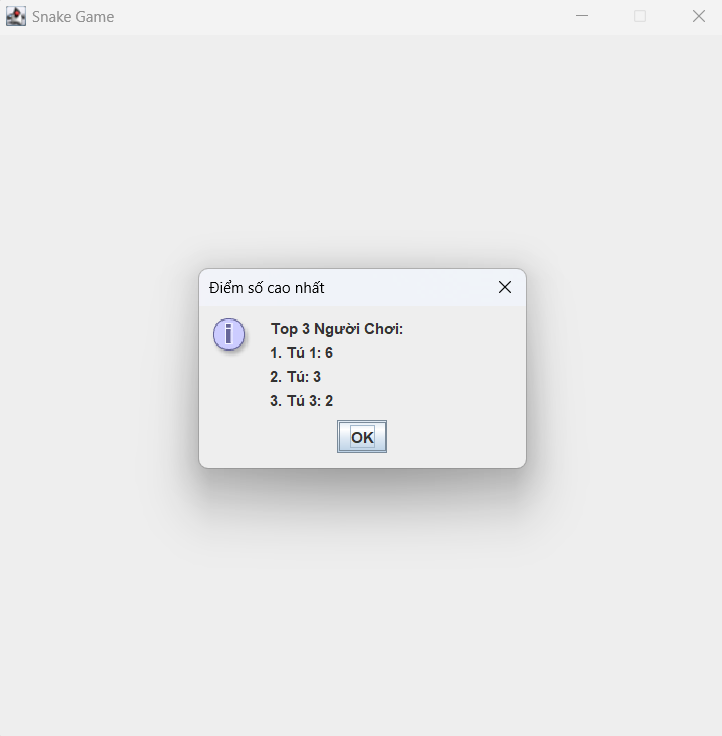 Snake Game
Điểm số cao nhất
i
Top 3 Người Chơi:
1. Tú 1: 6
2. Tú: 3
3. Tú 3: 2
OK